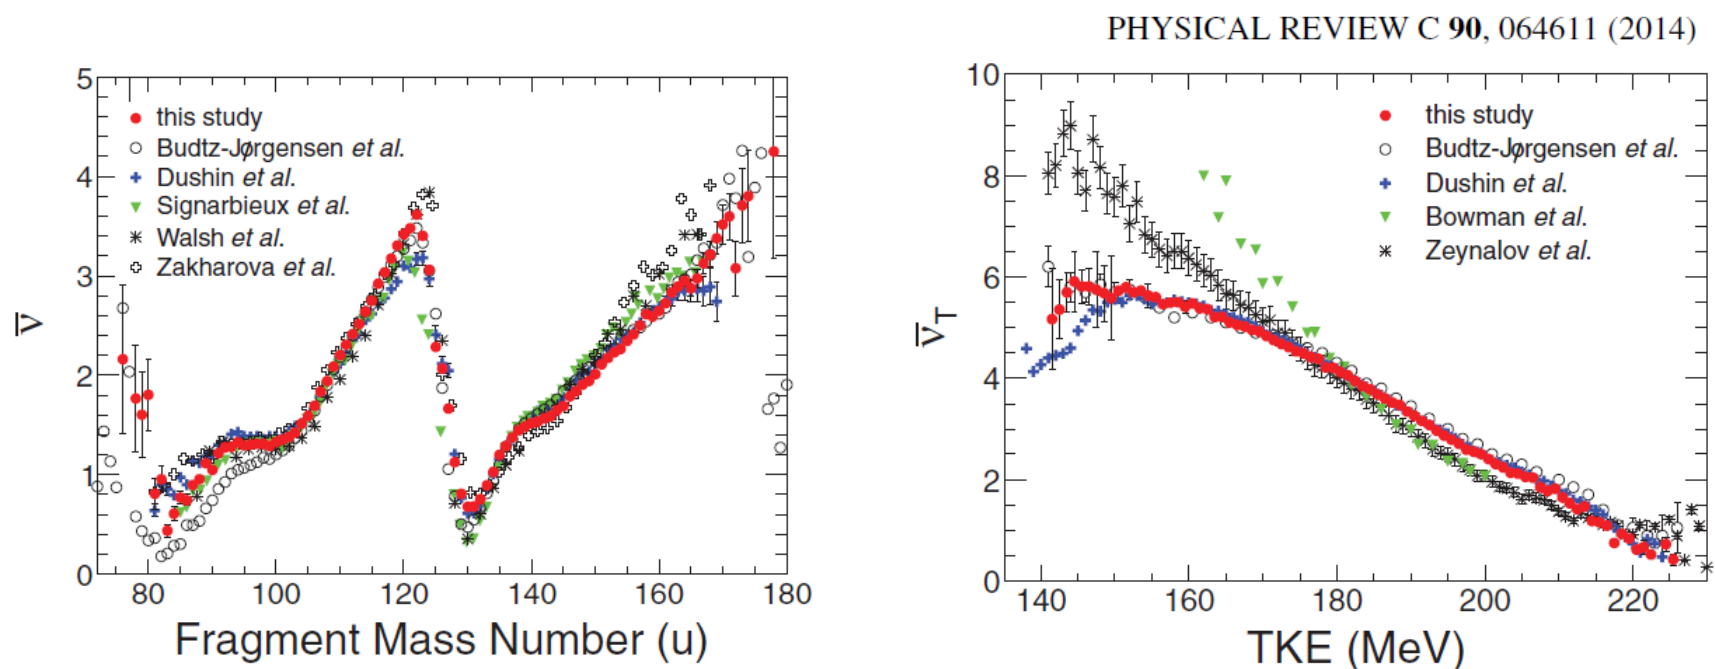 PHYSICAL REVIEW C 90, 064611 (2014)
5
4
3
2
1
0
ν̅
this study
Budtz-Jørgensen et al.
Dushin et al.
Signarbieux et al.
Walsh et al.
Zakharova et al.
80 100 120 140 160 180
Fragment Mass Number (u)
10
8
6
4
2
0
ν̅T
this study
Budtz-Jørgensen et al.
Dushin et al.
Bowman et al.
Zeynalov et al.
140 160 180 200 220
TKE (MeV)